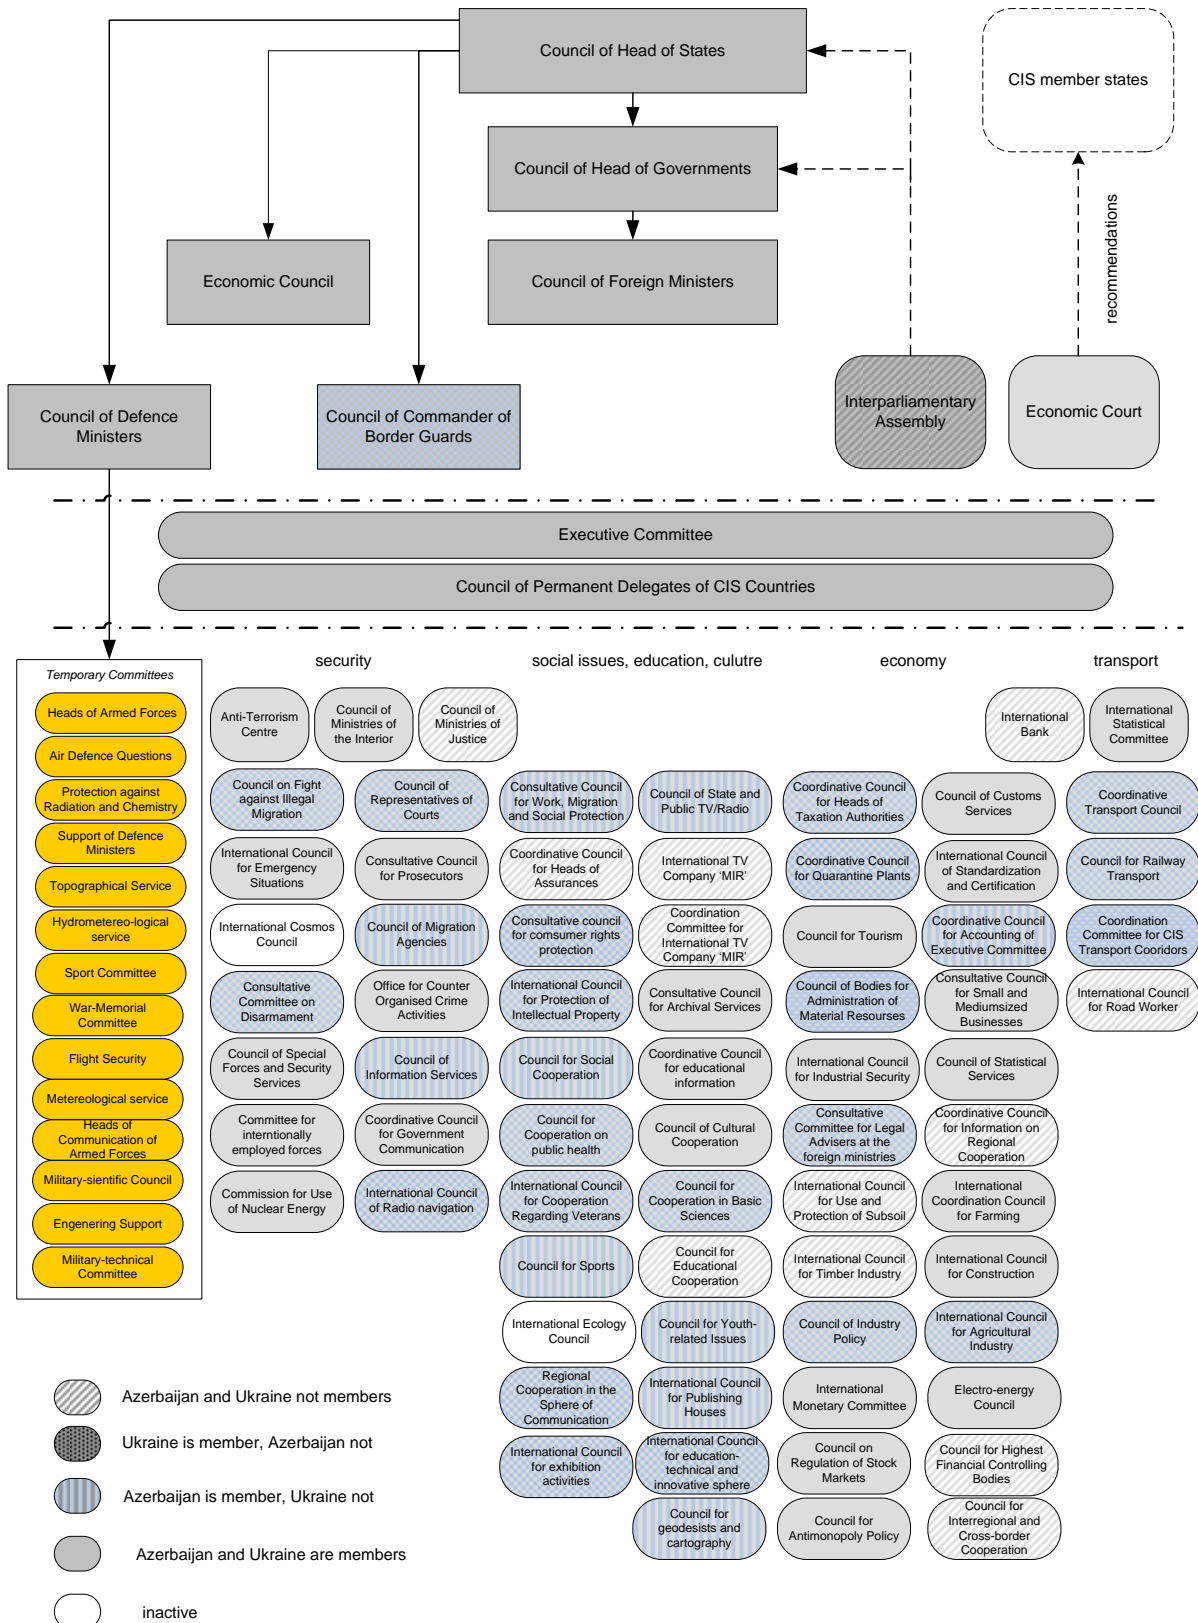 Council of Head of States
CIS member states
Council of Head of Governments
recommendations
Economic Council
Council of Foreign Ministers
Council of Defence
Ministers
Council of Commander of
Border Guards
Interparliamentary
Assembly
Economic Court
Executive Committee
Council of Permanent Delegates of CIS Countries
Temporary Committees
Heads of Armed Forces
Air Defence Questions
Protection against
Radiation and Chemistry
Support of Defence
Ministers
Topographical Service
Hydrometereo-logical
service
Sport Committee
War-Memorial
Committee
Flight Security
Metereological service
Heads of
Communication of
Armed Forces
Military-sientific Council
Engenering Support
Military-technical
Committee
security
social issues, education, culutre
economy
transport
Anti-Terrorism
Centre
Council of
Ministries of
the Interior
Council of
Ministries of
Justice
International
Bank
International
Statistical
Committee
Council on Fight
against Illegal
Migration
Council of
Representatives of
Courts
Consultative Council
for Work, Migration
and Social Protection
Council of State and
Public TV/Radio
Coordinative Council
for Heads of
Taxation Authorities
Council of Customs
Services
Coordinative
Transport Council
International Council
for Emergency
Situations
Consultative Council
for Prosecutors
Coordinative Council
for Heads of
Assurances
International TV
Company ‘MIR’
Coordinative Council
for Quarantine Plants
International Council
of Standardization
and Certification
Council for Railway
Transport
International Cosmos
Council
Council of Migration
Agencies
Consultative council
for comsumer rights
protection
Coordination
Committee for
International TV
Company ‘MIR’
Council for Tourism
Coordinative Council
for Accounting of
Executive Committee
Coordination
Committee for CIS
Transport Cooridors
Consultative
Committee on
Disarmament
Office for Counter
Organised Crime
Activities
International Council
for Protection of
Intellectual Property
Consultative Council
for Archival Services
Council of Bodies for
Administration of
Material Resourses
Consultative Council
for Small and
Mediumsized
Businesses
International Council
for Road Worker
Council of Special
Forces and Security
Services
Council of
Information Services
Council for Social
Cooperation
Coordinative Council
for educational
information
International Council
for Industrial Security
Council of Statistical
Services
Committee for
interntionally
employed forces
Coordinative Council
for Government
Communication
Council for
Cooperation on
public health
Council of Cultural
Cooperation
Consultative
Committee for Legal
Advisers at the
foreign ministries
Coordinative Council
for Information on
Regional
Cooperation
Commission for Use
of Nuclear Energy
International Council
of Radio navigation
International Council
for Cooperation
Regarding Veterans
Council for
Cooperation in Basic
Sciences
International Council
for Use and
Protection of Subsoil
International
Coordination Council
for Farming
Council for Sports
Council for
Educational
Cooperation
International Council
for Timber Industry
International Council
for Construction
International Ecology
Council
Council for Youth-
related Issues
Council of Industry
Policy
International Council
for Agricultural
Industry
Regional
Cooperation in the
Sphere of
Communication
International Council
for Publishing
Houses
International
Monetary Committee
Electro-energy
Council
International Council
for exhibition
activities
International Council
for education-
technical and
innovative sphere
Council on
Regulation of Stock
Markets
Council for Highest
Financial Controlling
Bodies
Council for
geodesists and
cartography
Council for
Antimonopoly Policy
Council for
Interregional and
Cross-border
Cooperation
Azerbaijan and Ukraine not members
Ukraine is member, Azerbaijan not
Azerbaijan is member, Ukraine not
Azerbaijan and Ukraine are members
inactive